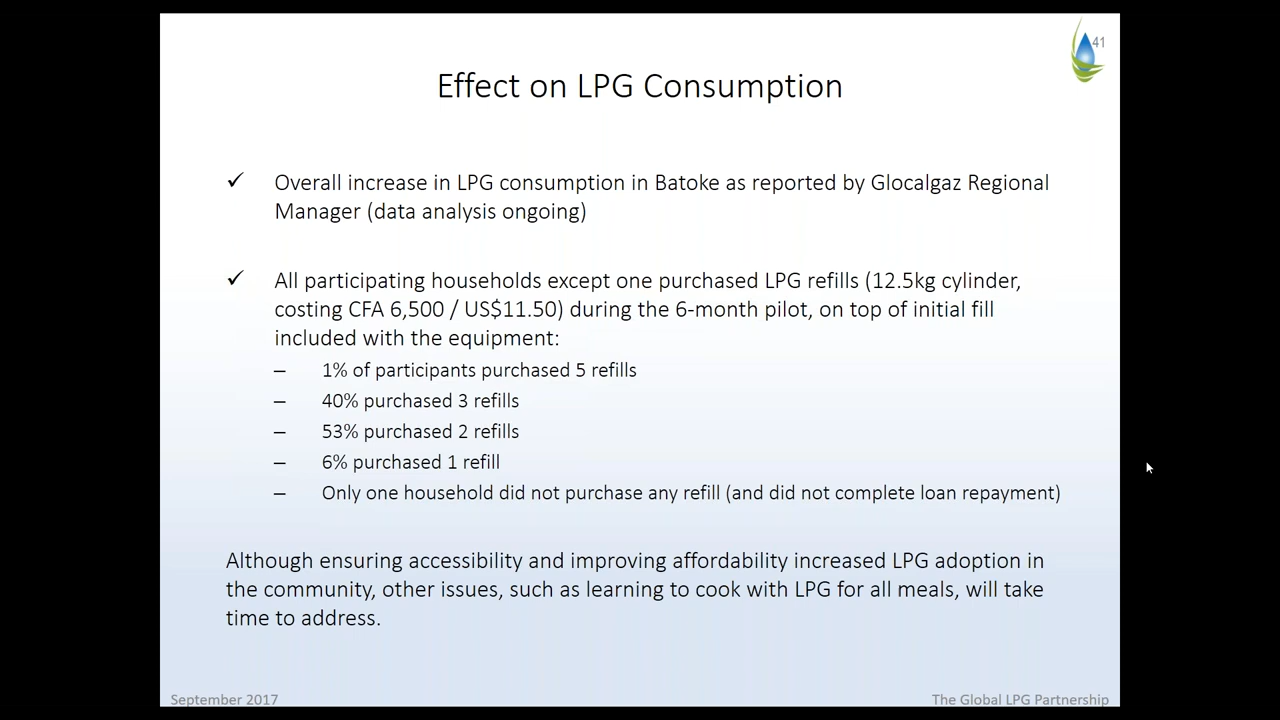 41
Effect on LPG Consumption
✓ Overall increase in LPG consumption in Batoke as reported by Glocalgaz Regional
Manager (data analysis ongoing)
✓ All participating households except one purchased LPG refills (12.5kg cylinder,
costing CFA 6,500 / US$11.50) during the 6-month pilot, on top of initial fill
included with the equipment:
– 1% of participants purchased 5 refills
– 40% purchased 3 refills
– 53% purchased 2 refills
– 6% purchased 1 refill
– Only one household did not purchase any refill (and did not complete loan repayment)
Although ensuring accessibility and improving affordability increased LPG adoption in
the community, other issues, such as learning to cook with LPG for all meals, will take
time to address.
September 2017
The Global LPG Partnership